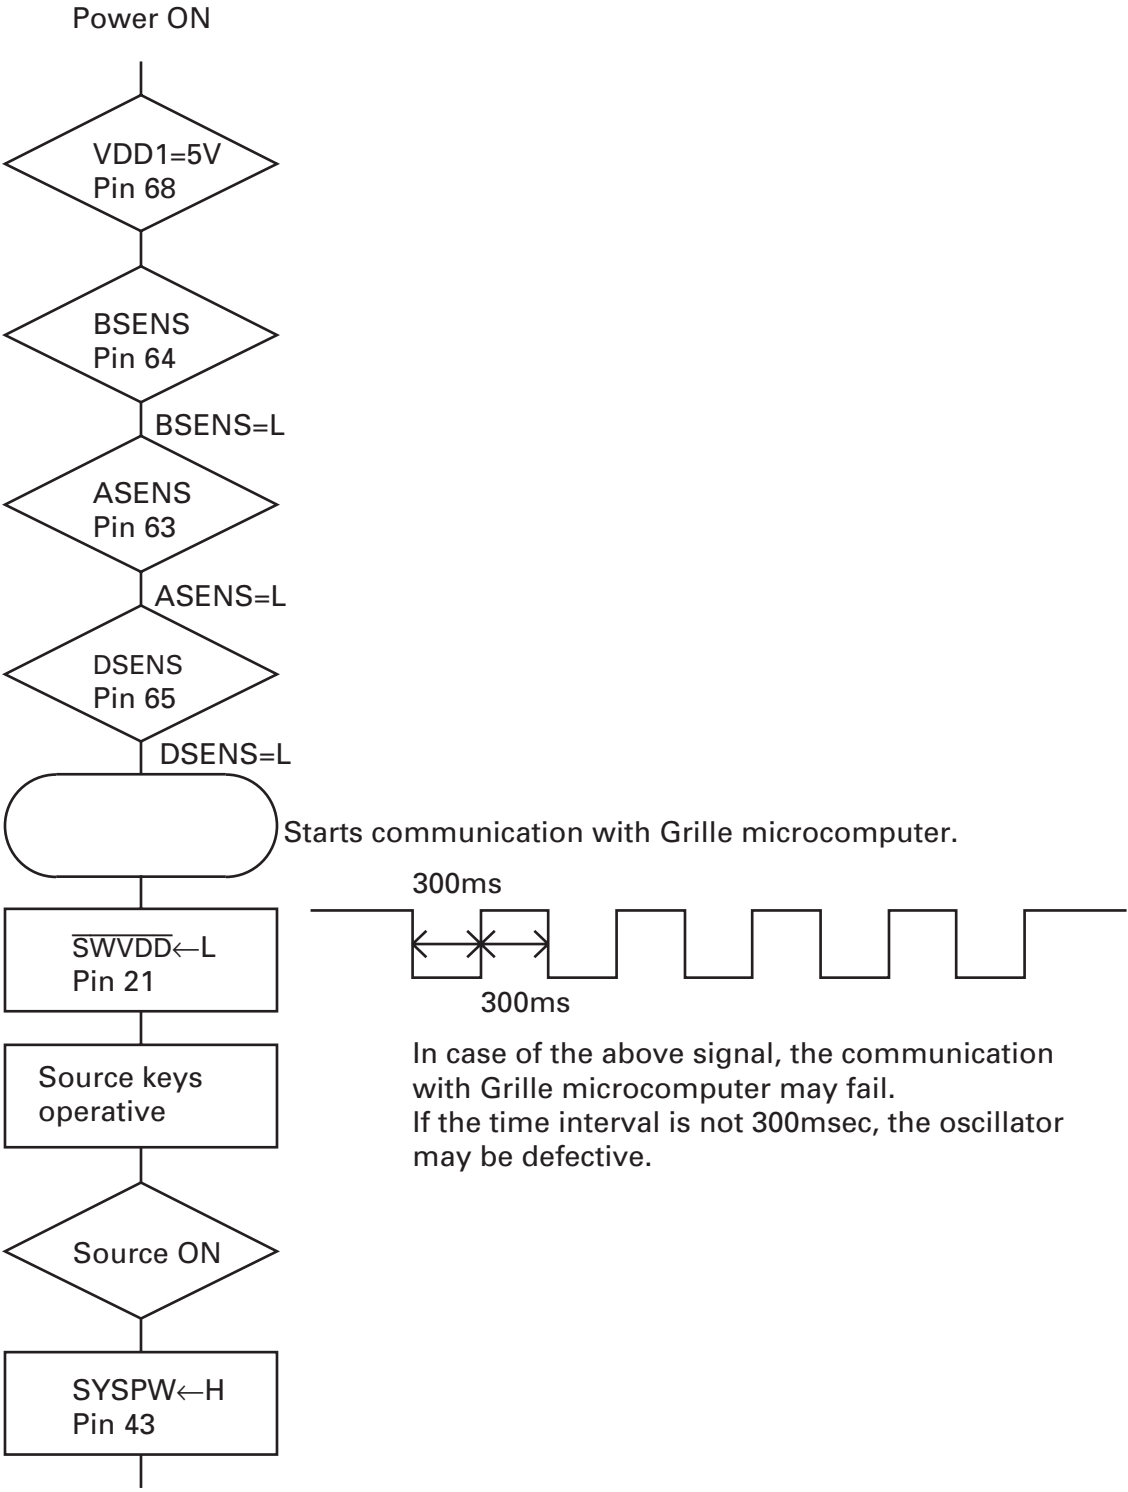 Power ON
VDD1=5V
Pin 68
BSENS
Pin 64
BSENS=L
ASENS
Pin 63
ASENS=L
DSENS
Pin 65
DSENS=L
Starts communication with Grille microcomputer.
300ms
S̅W̅V̅D̅D̅←L
Pin 21
300ms
Source keys
operative
In case of the above signal, the communication
with Grille microcomputer may fail.
If the time interval is not 300msec, the oscillator
may be defective.
Source ON
SYSPW←H
Pin 43